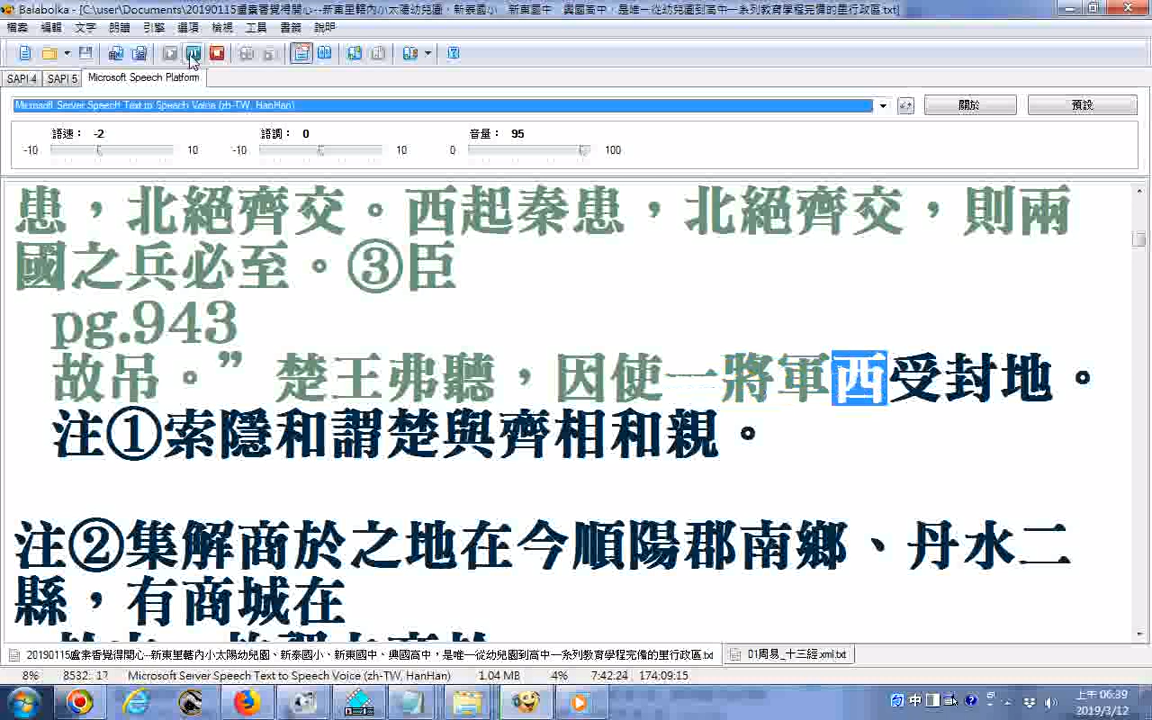 Balabolka - [C:\user\Documents\20190115盧素香覺得開心--新東里轄內小太陽幼兒園、新泰國小、新東國中、興國高中，是唯一從幼兒園到高中一系列教育學程完備的里行政區.txt]
檔案 編輯 文字 朗讀 引擎 選項 檢視 工具 書籤 說明
SAPI 4 SAPI 5 Microsoft Speech Platform
Microsoft Server Speech Text to Speech Voice (zh-TW, HanHan)
關於 預設
語速： -2 語調： 0 音量： 95
-10 10 -10 10 0 100
患，北絕齊交。西起秦患，北絕齊交，則兩
國之兵必至。③臣
pg.943
故吊。”楚王弗聽，因使一將軍西受封地。
注①索隱和謂楚與齊相和親。
注②集解商於之地在今順陽郡南鄉、丹水二
縣，有商城在
20190115盧素香覺得開心--新東里轄內小太陽幼兒園、新泰國小、新東國中、興國高中，是唯一從幼兒園到高中一系列教育學程完備的里行政區.txt 01周易_十三經.xml.txt
8% 8532: 17 Microsoft Server Speech Text to Speech Voice (zh-TW, HanHan) 1.04 MB 4% 7:42:24 174:09:15
中 上午 06:39
2019/3/12